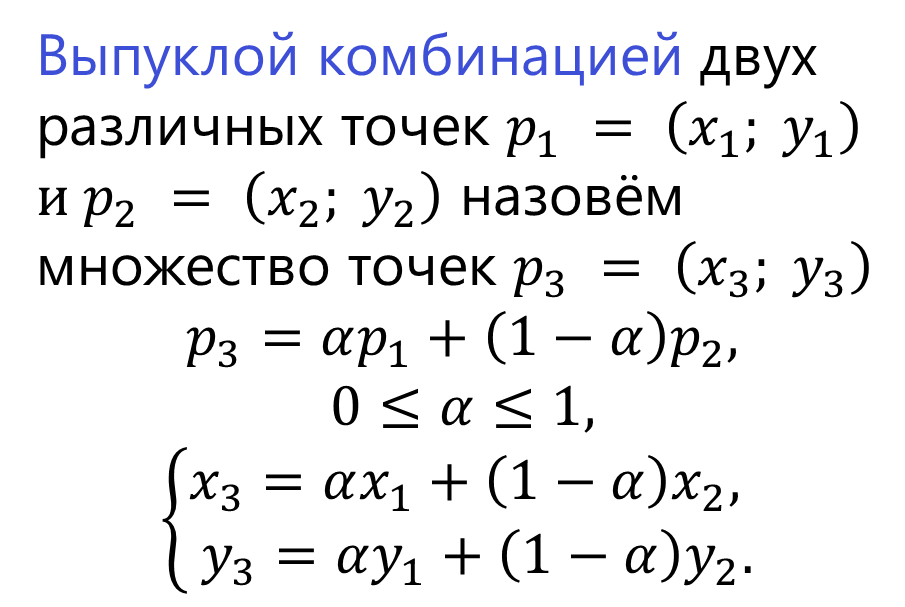 Выпуклой комбинацией двух
различных точек p₁ = (x₁; y₁)
и p₂ = (x₂; y₂) назовём
множество точек p₃ = (x₃; y₃)
p₃ = αp₁ + (1 − α)p₂,
0 ≤ α ≤ 1,
{ x₃ = αx₁ + (1 − α)x₂,
y₃ = αy₁ + (1 − α)y₂.